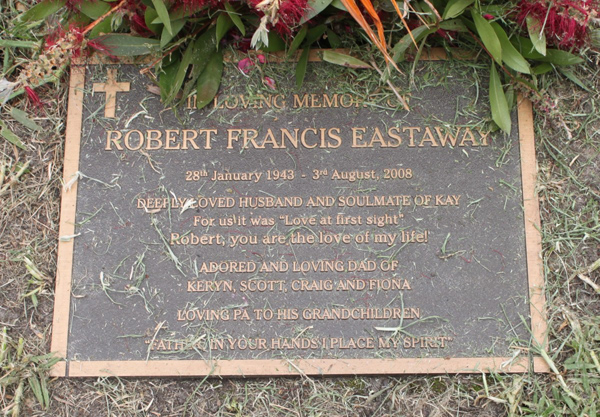 IN LOVING MEMORY OF
ROBERT FRANCIS EASTAWAY
28th January 1943 - 3rd August, 2008
DEEPLY LOVED HUSBAND AND SOULMATE OF KAY
For us it was "Love at first sight".
Robert, you are the love of my life!
ADORED AND LOVING DAD OF
KERYN, SCOTT, CRAIG AND FIONA
LOVING PA TO HIS GRANDCHILDREN
"FATHER IN YOUR HANDS I PLACE MY SPIRIT"